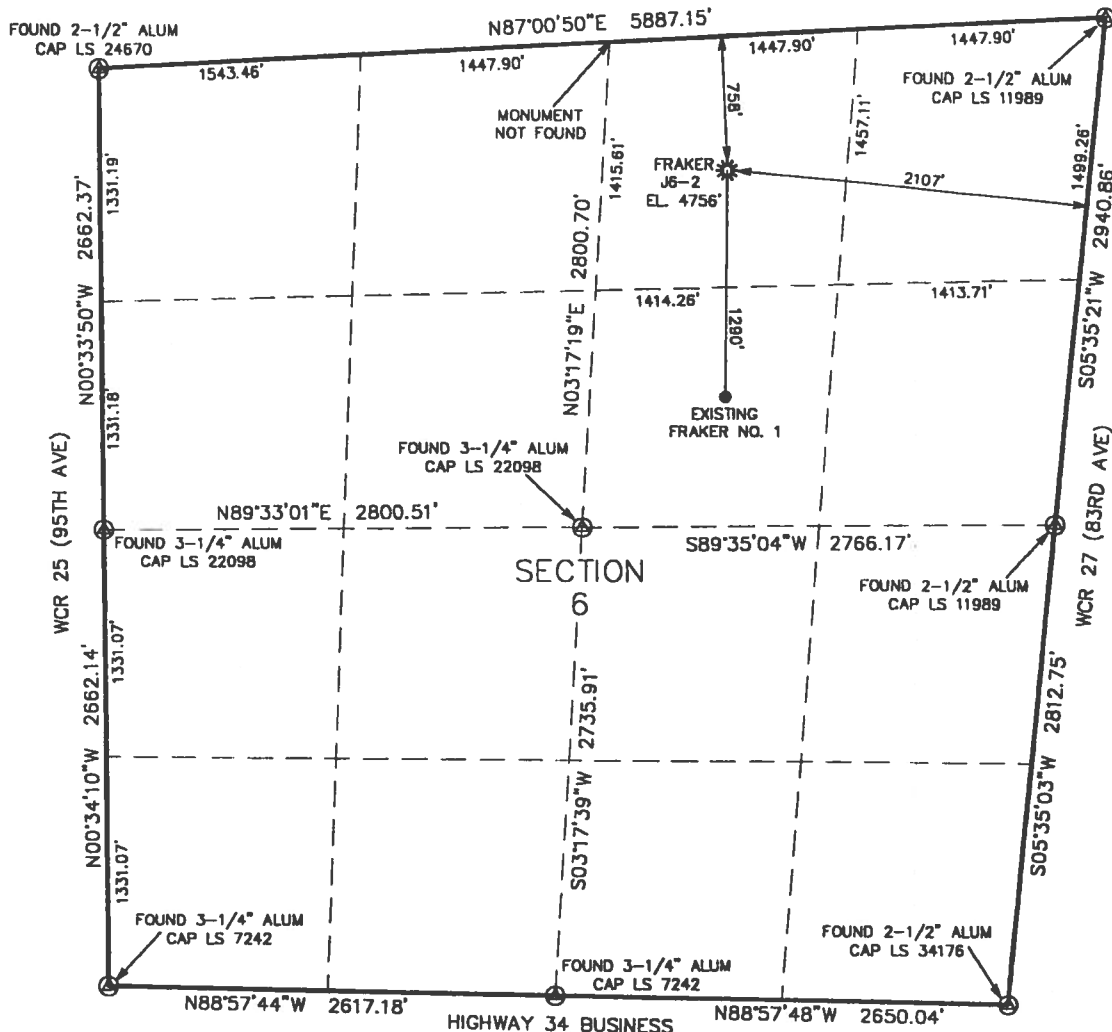 FOUND 2-1/2" ALUM
CAP LS 24670
N87°00'50"E 5887.15'
1543.46'
1447.90'
1447.90'
1447.90'
FOUND 2-1/2" ALUM
CAP LS 11989
MONUMENT
NOT FOUND
758'
1457.11'
1415.61'
FRAKER
J6-2
EL. 4756'
2107'
1499.26'
2940.86'
S05°35'21"W
1331.19'
2662.37'
N00°33'50"W
1331.18'
2800.70'
N03°17'19"E
1414.26'
1413.71'
1290'
EXISTING
FRAKER NO. 1
FOUND 3--1/4" ALUM
CAP LS 22098
WCR 25 (95TH AVE)
WCR 27 (83RD AVE)
N89°33'01"E 2800.51'
S89°35'04"W 2766.17'
FOUND 3-1/4" ALUM
CAP LS 22098
SECTION
6
FOUND 2-1/2" ALUM
CAP LS 11989
1331.07'
2662.14'
N00°34'10"W
1331.07'
2735.91'
S03°17'39"W
2812.75'
S05°35'03"W
FOUND 3-1/4" ALUM
CAP LS 7242
FOUND 3-1/4" ALUM
CAP LS 7242
FOUND 2-1/2" ALUM
CAP LS 34176
N88°57'44"W 2617.18'
N88°57'48"W 2650.04'
HIGHWAY 34 BUSINESS